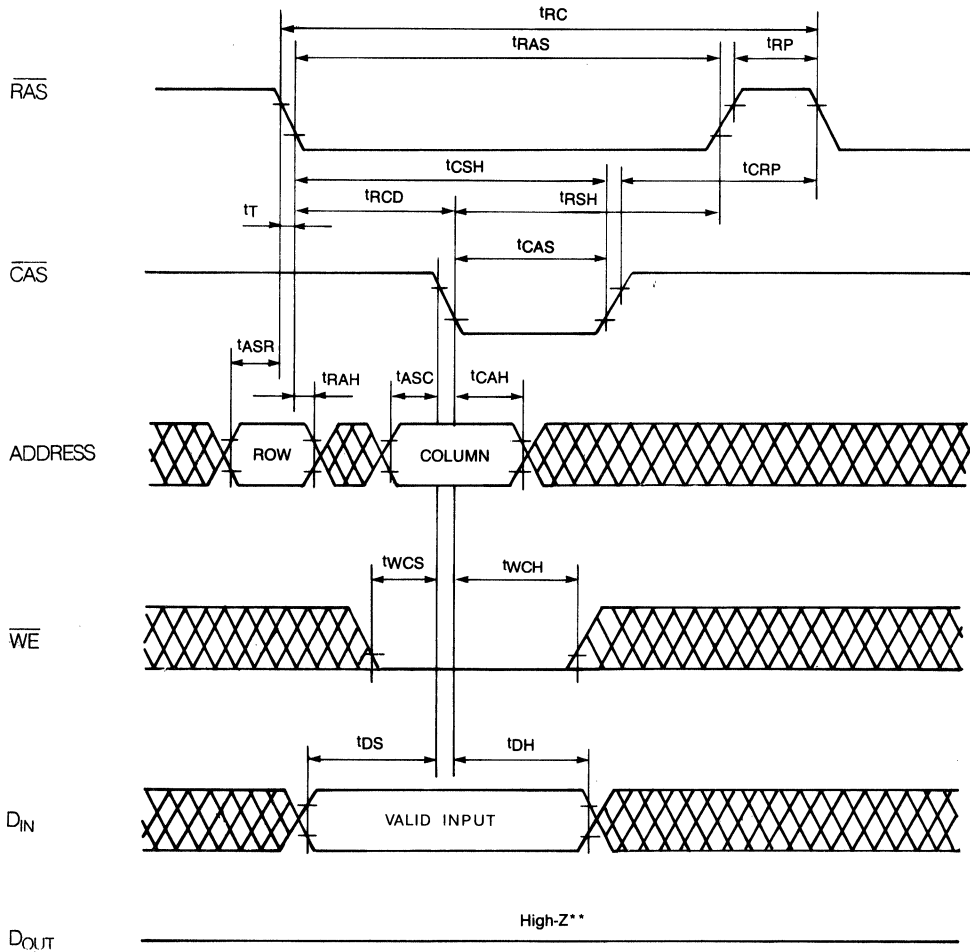 tRC
tRAS
tRP
RAS
tCSH
tCRP
tRCD
tRSH
tT
tCAS
CAS
tASR
tRAH
tASC
tCAH
ADDRESS
ROW
COLUMN
tWCS
tWCH
WE
tDS
tDH
DIN
VALID INPUT
High-Z**
DOUT